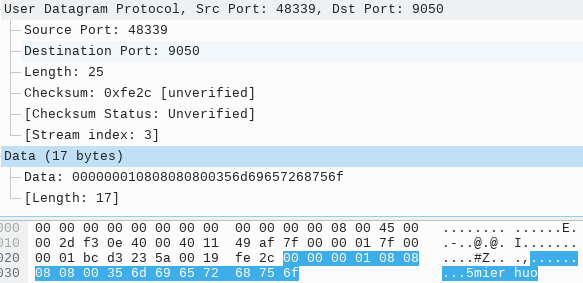 User Datagram Protocol, Src Port: 48339, Dst Port: 9050
Source Port: 48339
Destination Port: 9050
Length: 25
Checksum: 0xfe2c [unverified]
[Checksum Status: Unverified]
[Stream index: 3]
Data (17 bytes)
Data: 000000010808080800356d69657268756f
[Length: 17]
000 00 00 00 00 00 00 00 00 00 00 00 00 08 00 45 00 ........ ......E.
010 00 2d f3 0e 40 00 40 11 49 af 7f 00 00 01 7f 00 .-..@.@. I.......
020 00 01 bc d3 23 5a 00 19 fe 2c 00 00 00 01 08 08 ....#Z.. .,......
030 08 08 00 35 6d 69 65 72 68 75 6f ...5mier huo